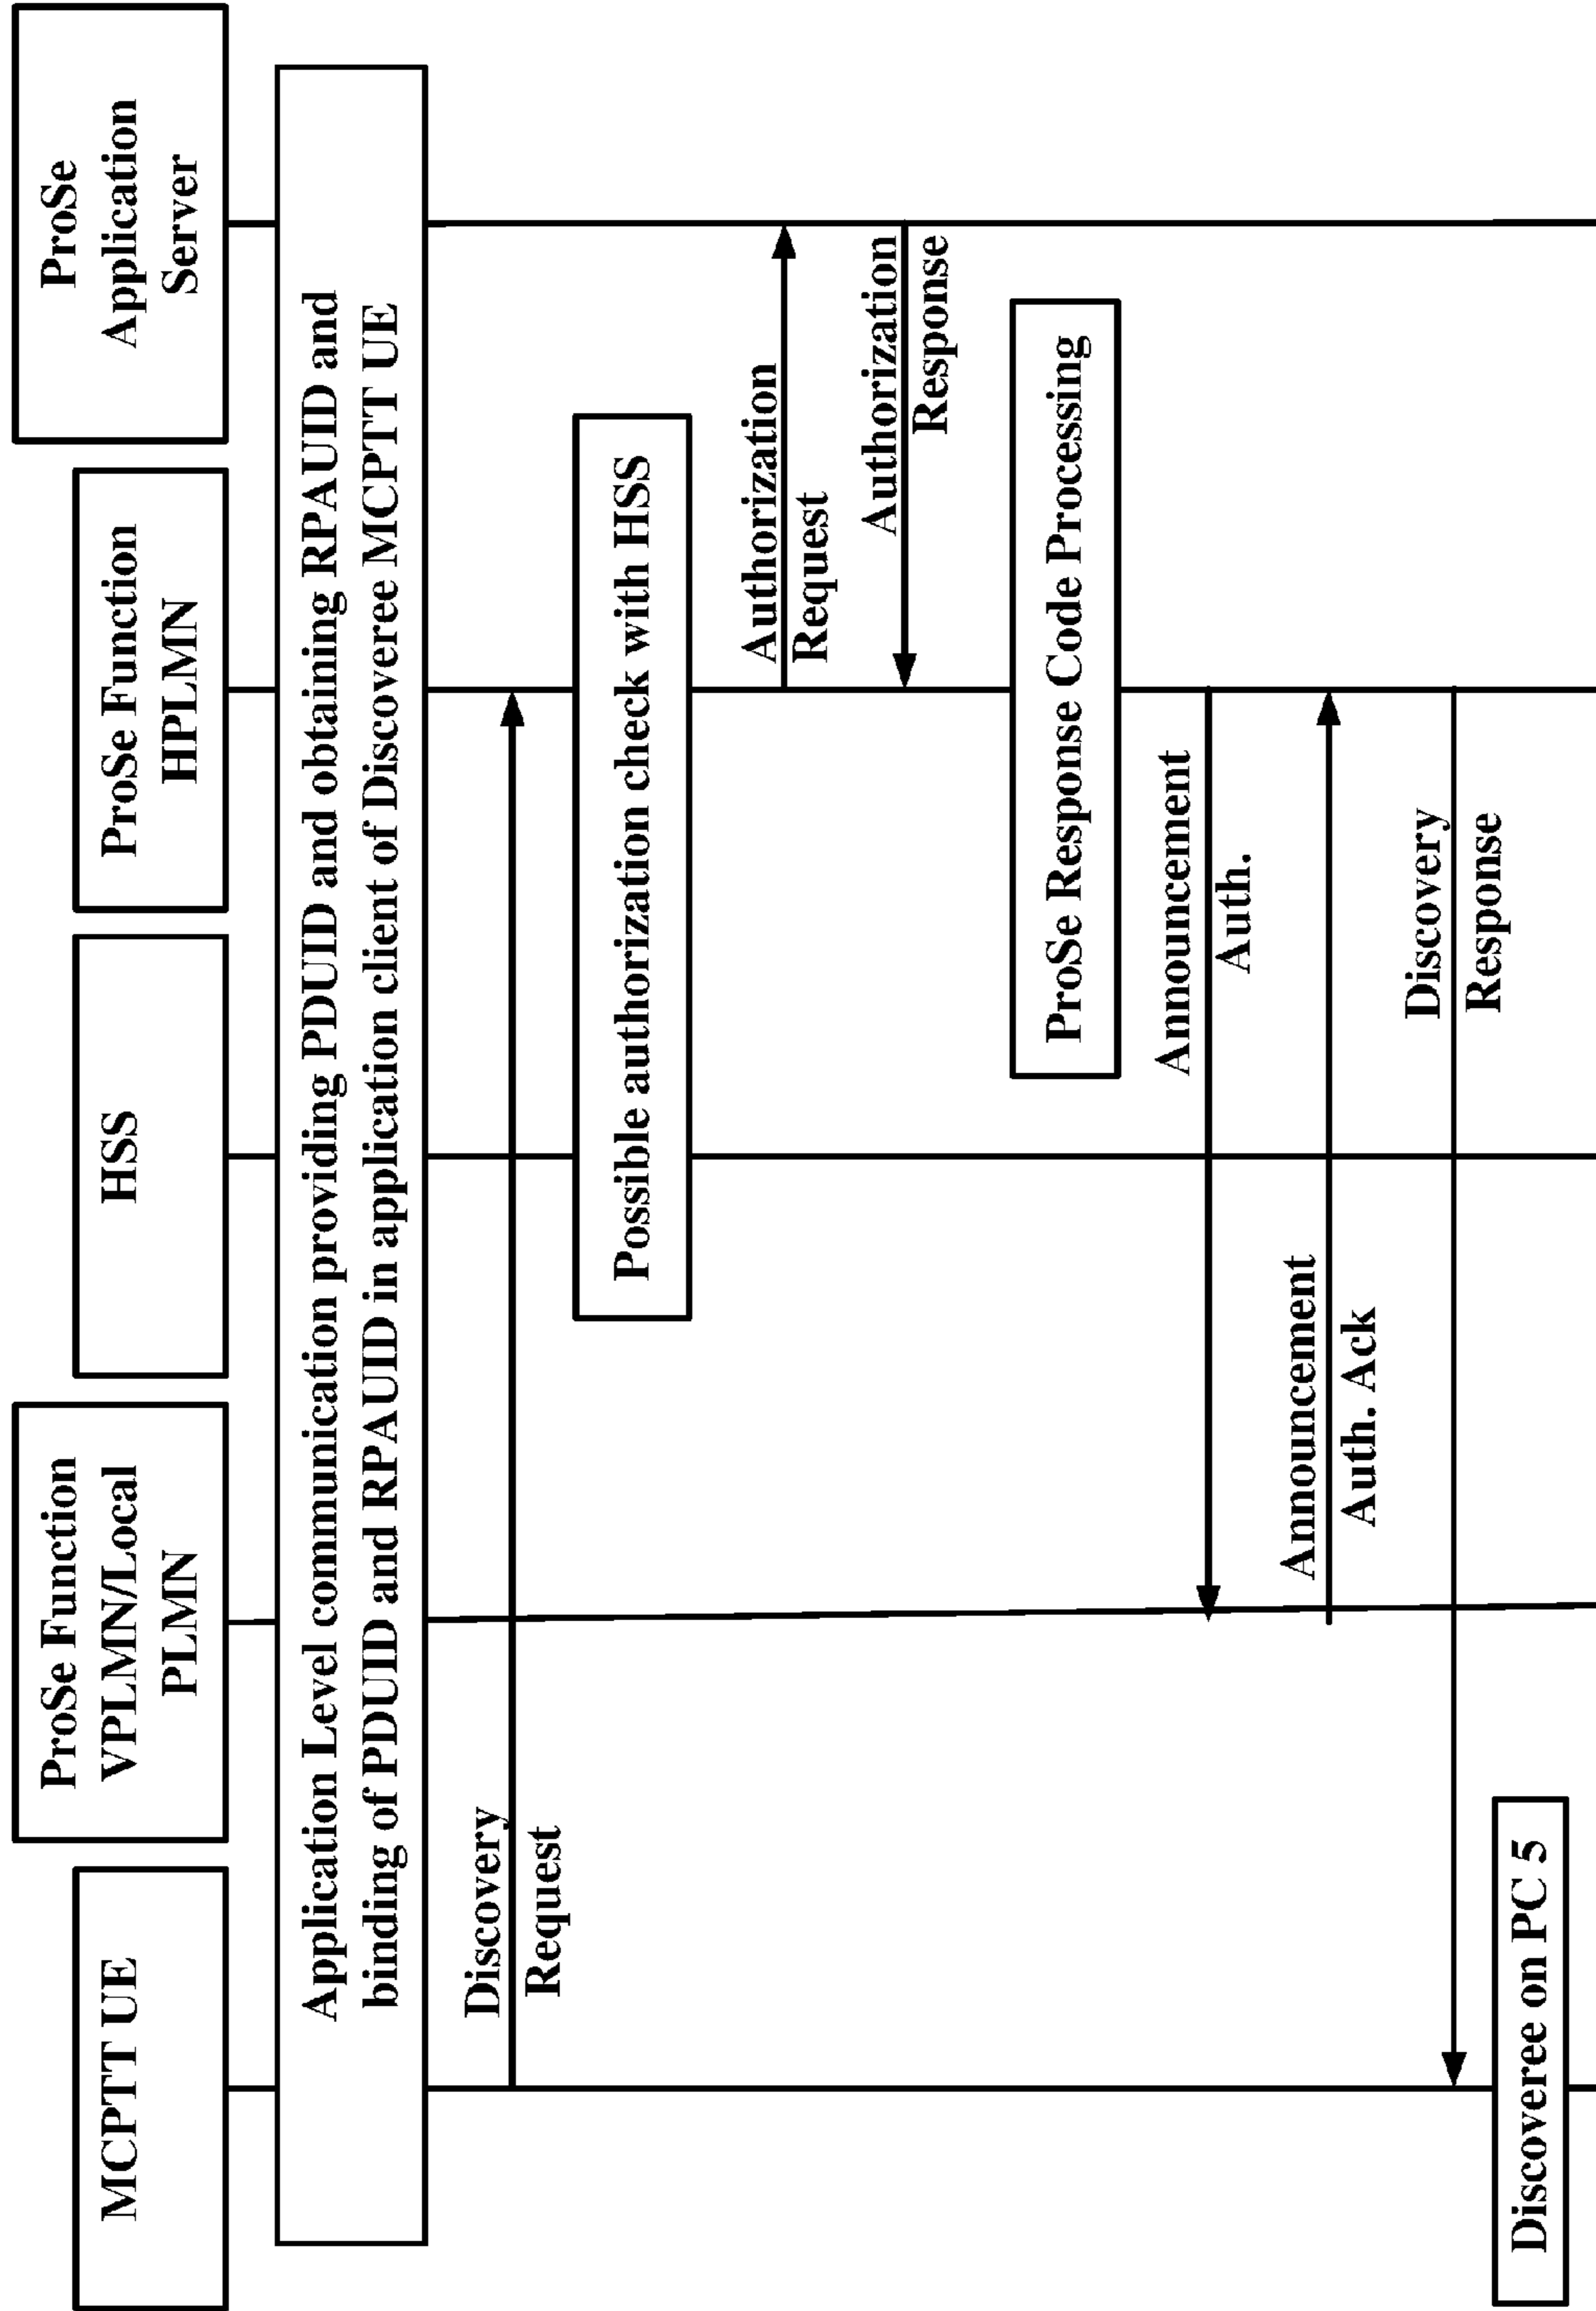 MCPTT UE
ProSe Function
VPLMN/Local
PLMN
HSS
ProSe Function
HPLMN
ProSe
Application
Server
Application Level communication providing PDUID and obtaining RPAUID and
binding of PDUID and RPAUID in application client of Discoveree MCPTT UE
Discovery
Request
Possible authorization check with HSS
Authorization
Request
Authorization
Response
ProSe Response Code Processing
Announcement
Auth.
Announcement
Auth. Ack
Discovery
Response
Discoveree on PC 5